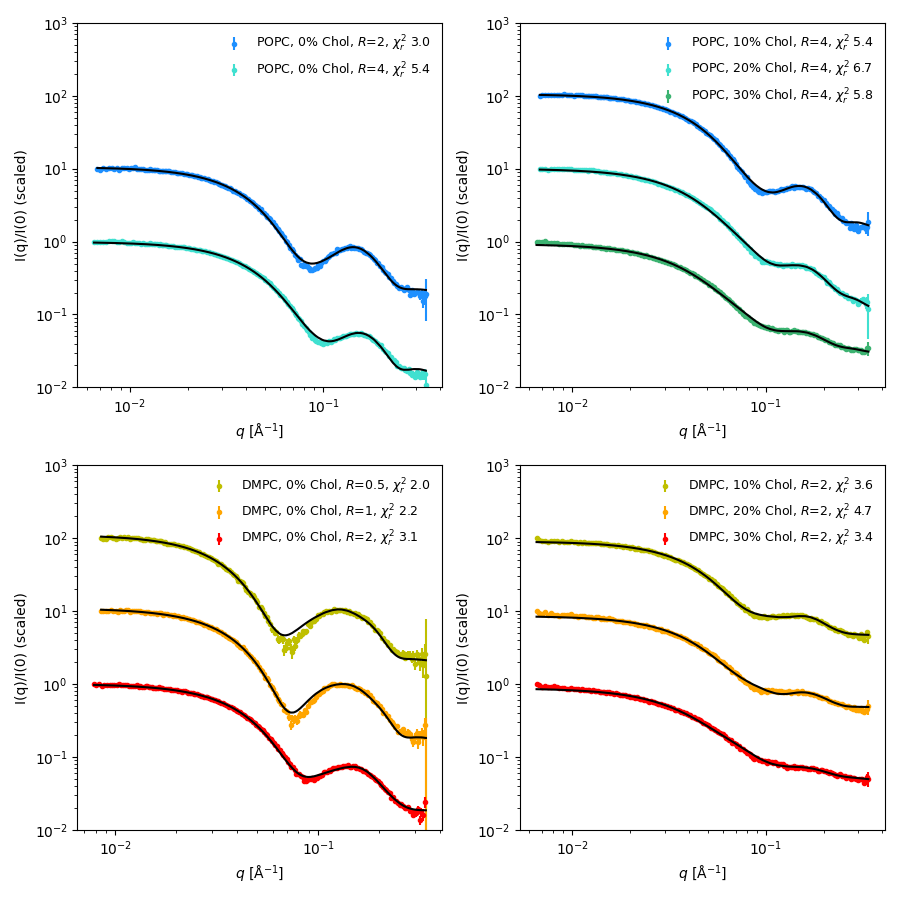 POPC, 0% Chol, R=2, χ²ᵣ 3.0
POPC, 0% Chol, R=4, χ²ᵣ 5.4
10³
10²
10¹
10⁰
10⁻¹
10⁻²
I(q)/I(0) (scaled)
10⁻² 10⁻¹
q [Å⁻¹]
POPC, 10% Chol, R=4, χ²ᵣ 5.4
POPC, 20% Chol, R=4, χ²ᵣ 6.7
POPC, 30% Chol, R=4, χ²ᵣ 5.8
10³
10²
10¹
10⁰
10⁻¹
10⁻²
I(q)/I(0) (scaled)
10⁻² 10⁻¹
q [Å⁻¹]
DMPC, 0% Chol, R=0.5, χ²ᵣ 2.0
DMPC, 0% Chol, R=1, χ²ᵣ 2.2
DMPC, 0% Chol, R=2, χ²ᵣ 3.1
10³
10²
10¹
10⁰
10⁻¹
10⁻²
I(q)/I(0) (scaled)
10⁻² 10⁻¹
q [Å⁻¹]
DMPC, 10% Chol, R=2, χ²ᵣ 3.6
DMPC, 20% Chol, R=2, χ²ᵣ 4.7
DMPC, 30% Chol, R=2, χ²ᵣ 3.4
10³
10²
10¹
10⁰
10⁻¹
10⁻²
I(q)/I(0) (scaled)
10⁻² 10⁻¹
q [Å⁻¹]